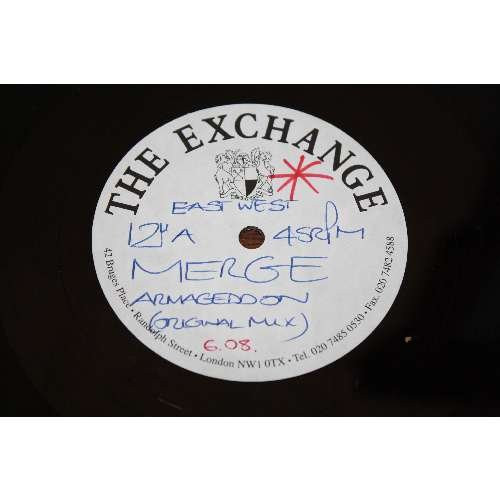 THE EXCHANGE
EAST WEST
12" A 45RPM
MERGE
ARMAGEDDON
(ORIGINAL MIX)
6.08.
42 Bruges Place • Randolph Street • London NW1 0TX • Tel. 020 7485 0530 • Fax. 020 7482 4588